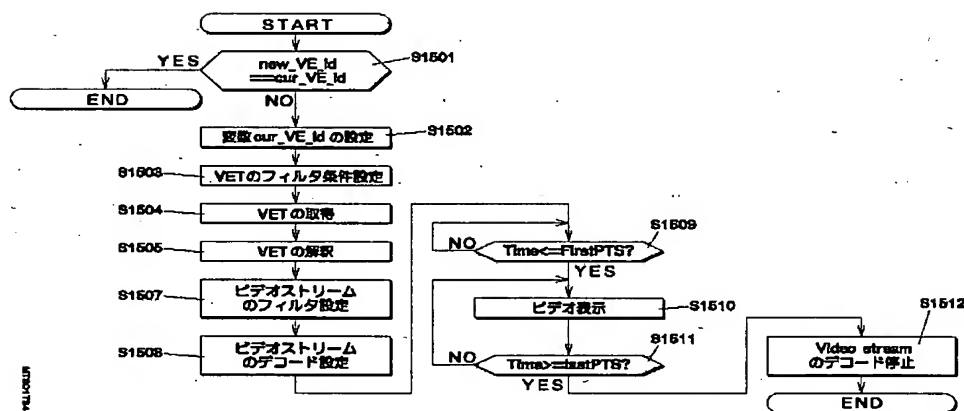 START
new_VE_id
==cur_VE_id
S1501
YES
END
NO
変数cur_VE_idの設定
S1502
S1503
VETのフィルタ条件設定
S1504
VETの取得
S1505
VETの解釈
S1507
ビデオストリーム
のフィルタ設定
S1508
ビデオストリーム
のデコード設定
S1509
NO
Time<=FirstPTS?
YES
ビデオ表示
S1510
S1511
NO
Time>=lastPTS?
YES
S1512
Video stream
のデコード停止
END